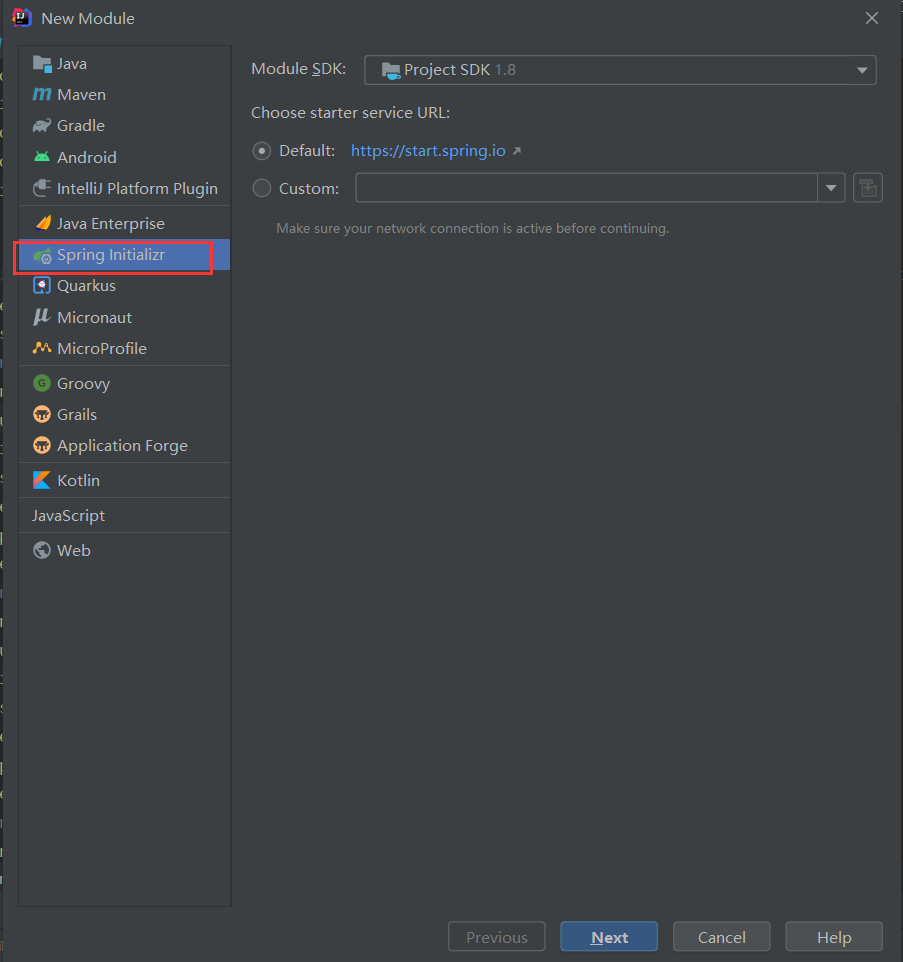 New Module
Java
Maven
Gradle
Android
IntelliJ Platform Plugin
Java Enterprise
Spring Initializr
Quarkus
Micronaut
MicroProfile
Groovy
Grails
Application Forge
Kotlin
JavaScript
Web
Module SDK: Project SDK 1.8
Choose starter service URL:
Default: https://start.spring.io
Custom:
Make sure your network connection is active before continuing.
Previous Next Cancel Help